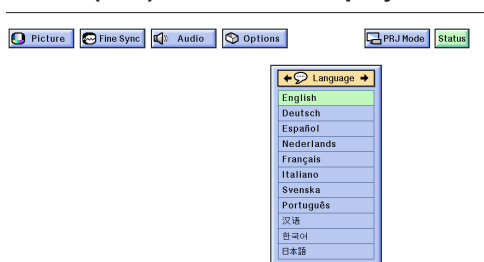 Picture Fine Sync Audio Options PRJ Mode Status
Language
English
Deutsch
Español
Nederlands
Français
Italiano
Svenska
Português
汉语
한국어
日本語